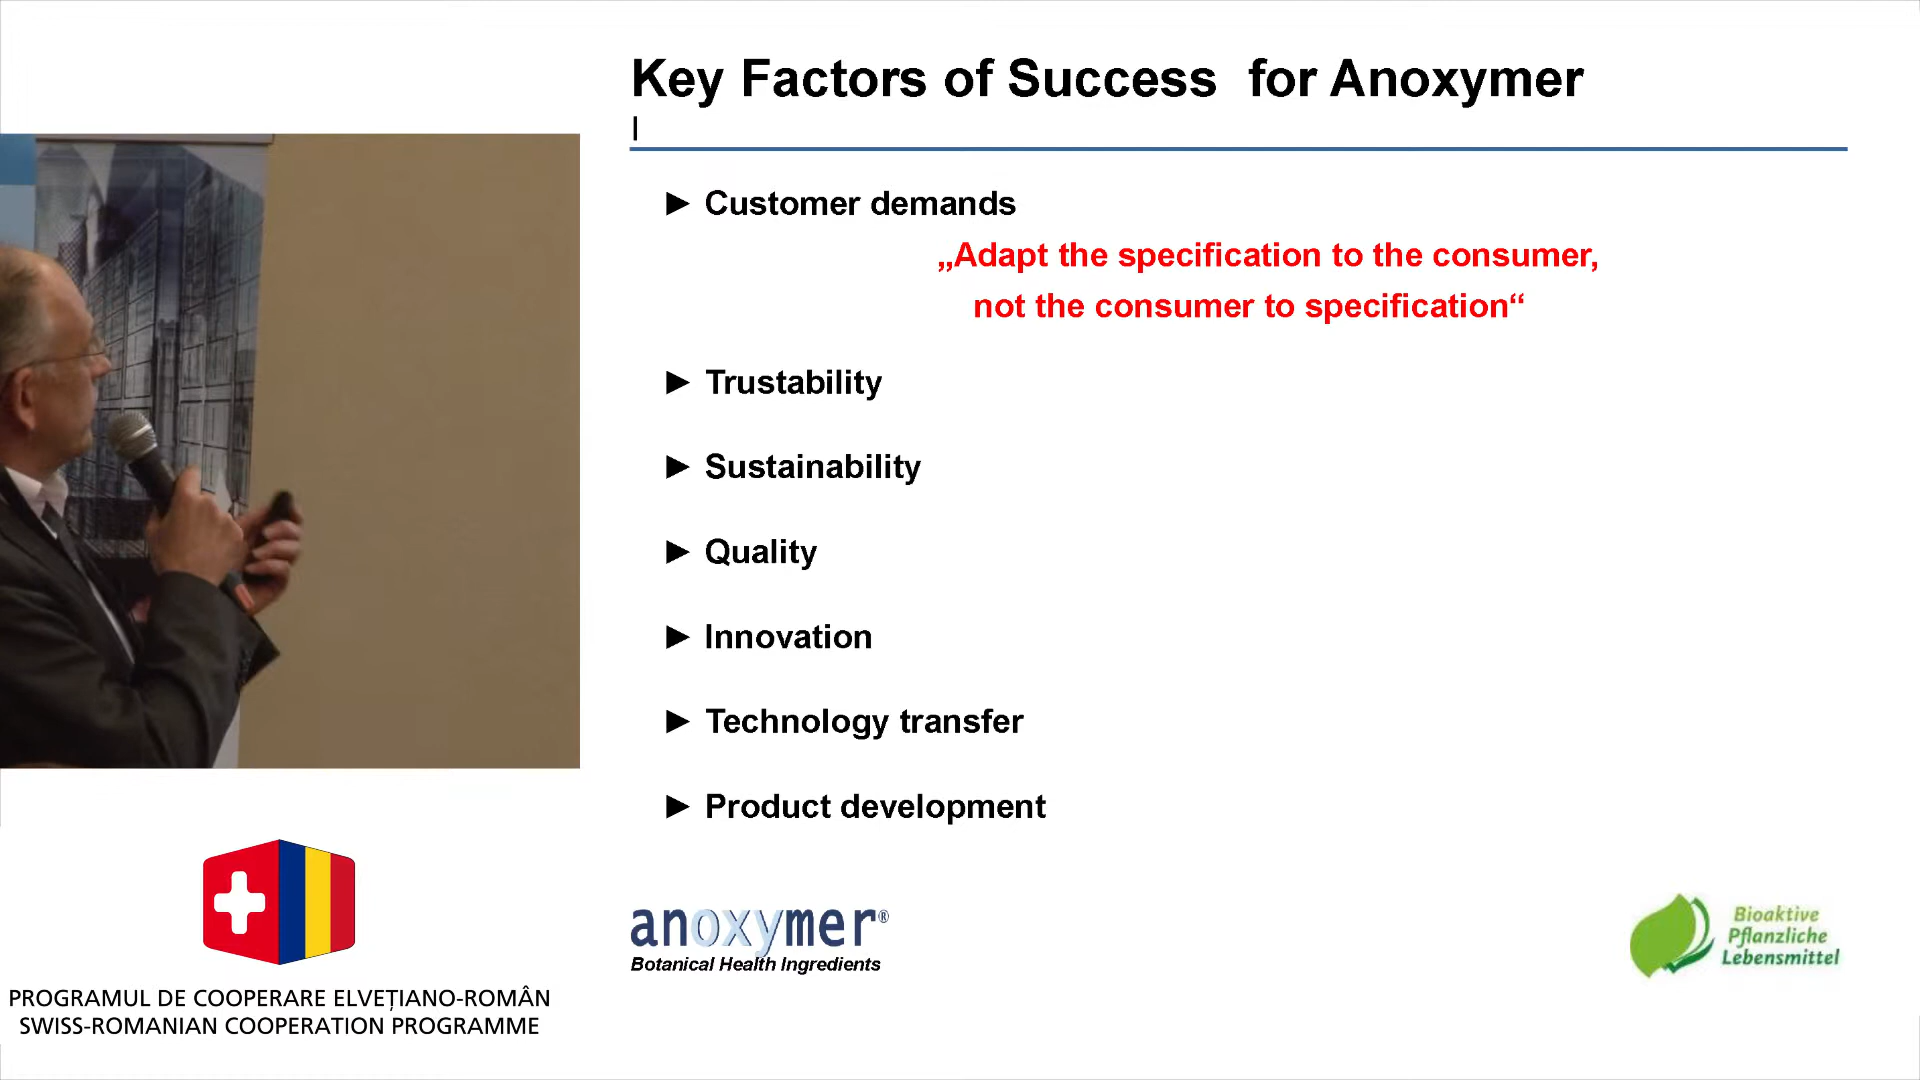 Key Factors of Success  for Anoxymer
|
► Customer demands
„Adapt the specification to the consumer,
not the consumer to specification“
► Trustability
► Sustainability
► Quality
► Innovation
► Technology transfer
► Product development
anoxymer®
Botanical Health Ingredients
Bioaktive
Pflanzliche
Lebensmittel
PROGRAMUL DE COOPERARE ELVEȚIANO-ROMÂN
SWISS-ROMANIAN COOPERATION PROGRAMME